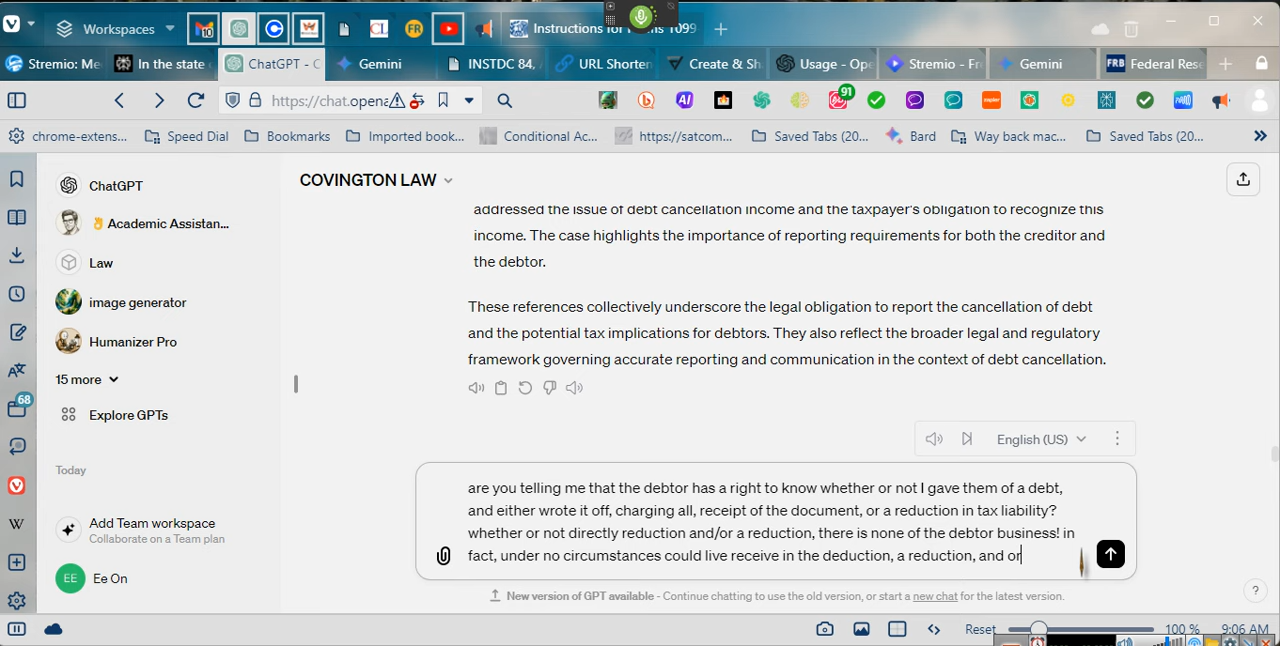 Workspaces
Instructions for Forms 1099
Stremio: Me
In the state
ChatGPT - C
Gemini
INSTDC 84,
URL Shorten
Create & Sh
Usage - Ope
Stremio - Fr
Gemini
FRB Federal Rese
https://chat.opena
91
chrome-extens...
Speed Dial
Bookmarks
Imported book...
Conditional Ac...
https://satcom...
Saved Tabs (20...
Bard
Way back mac...
Saved Tabs (20...
ChatGPT
Academic Assistan...
Law
image generator
Humanizer Pro
15 more
Explore GPTs
Today
Add Team workspace
Collaborate on a Team plan
EE Ee On
68
COVINGTON LAW
addressed the issue of debt cancellation income and the taxpayer's obligation to recognize this
income. The case highlights the importance of reporting requirements for both the creditor and
the debtor.
These references collectively underscore the legal obligation to report the cancellation of debt
and the potential tax implications for debtors. They also reflect the broader legal and regulatory
framework governing accurate reporting and communication in the context of debt cancellation.
English (US)
are you telling me that the debtor has a right to know whether or not I gave them of a debt,
and either wrote it off, charging all, receipt of the document, or a reduction in tax liability?
whether or not directly reduction and/or a reduction, there is none of the debtor business! in
fact, under no circumstances could live receive in the deduction, a reduction, and or
New version of GPT available - Continue chatting to use the old version, or start a new chat for the latest version.
?
Reset
100 %
9:06 AM